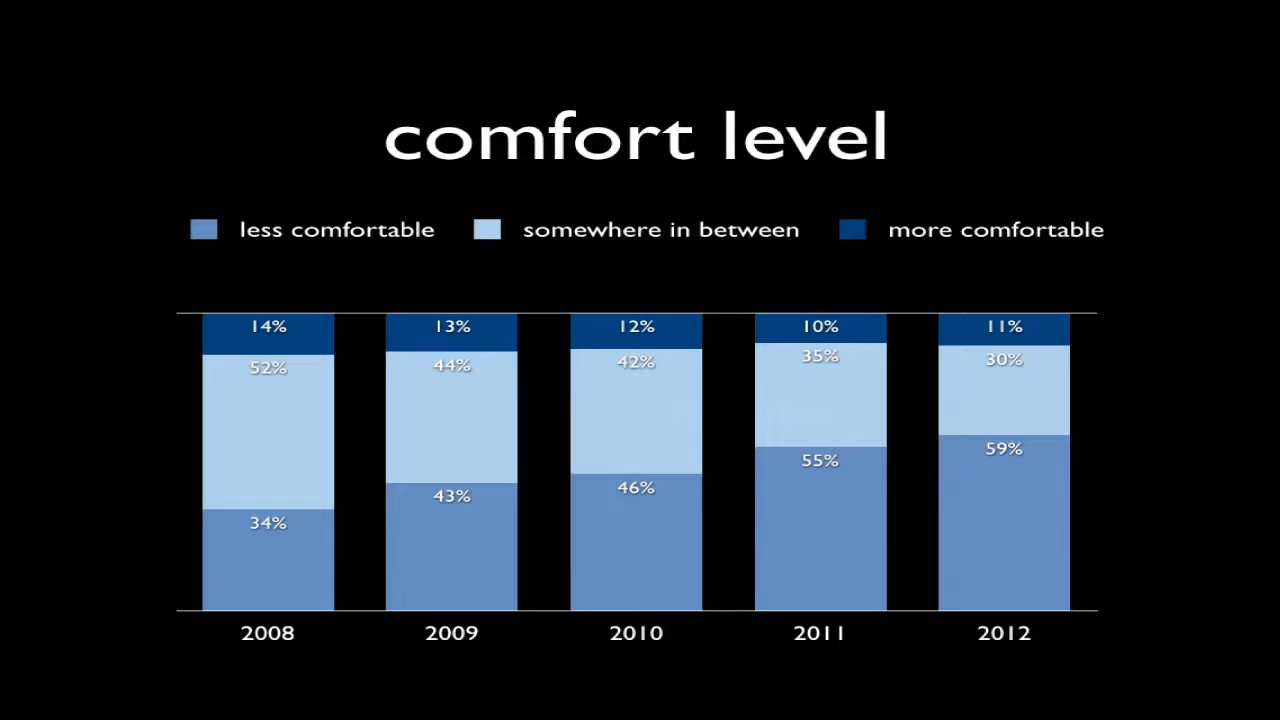 comfort level
less comfortable somewhere in between more comfortable
14% 13% 12% 10% 11%
52% 44% 42% 35% 30%
34% 43% 46% 55% 59%
2008 2009 2010 2011 2012